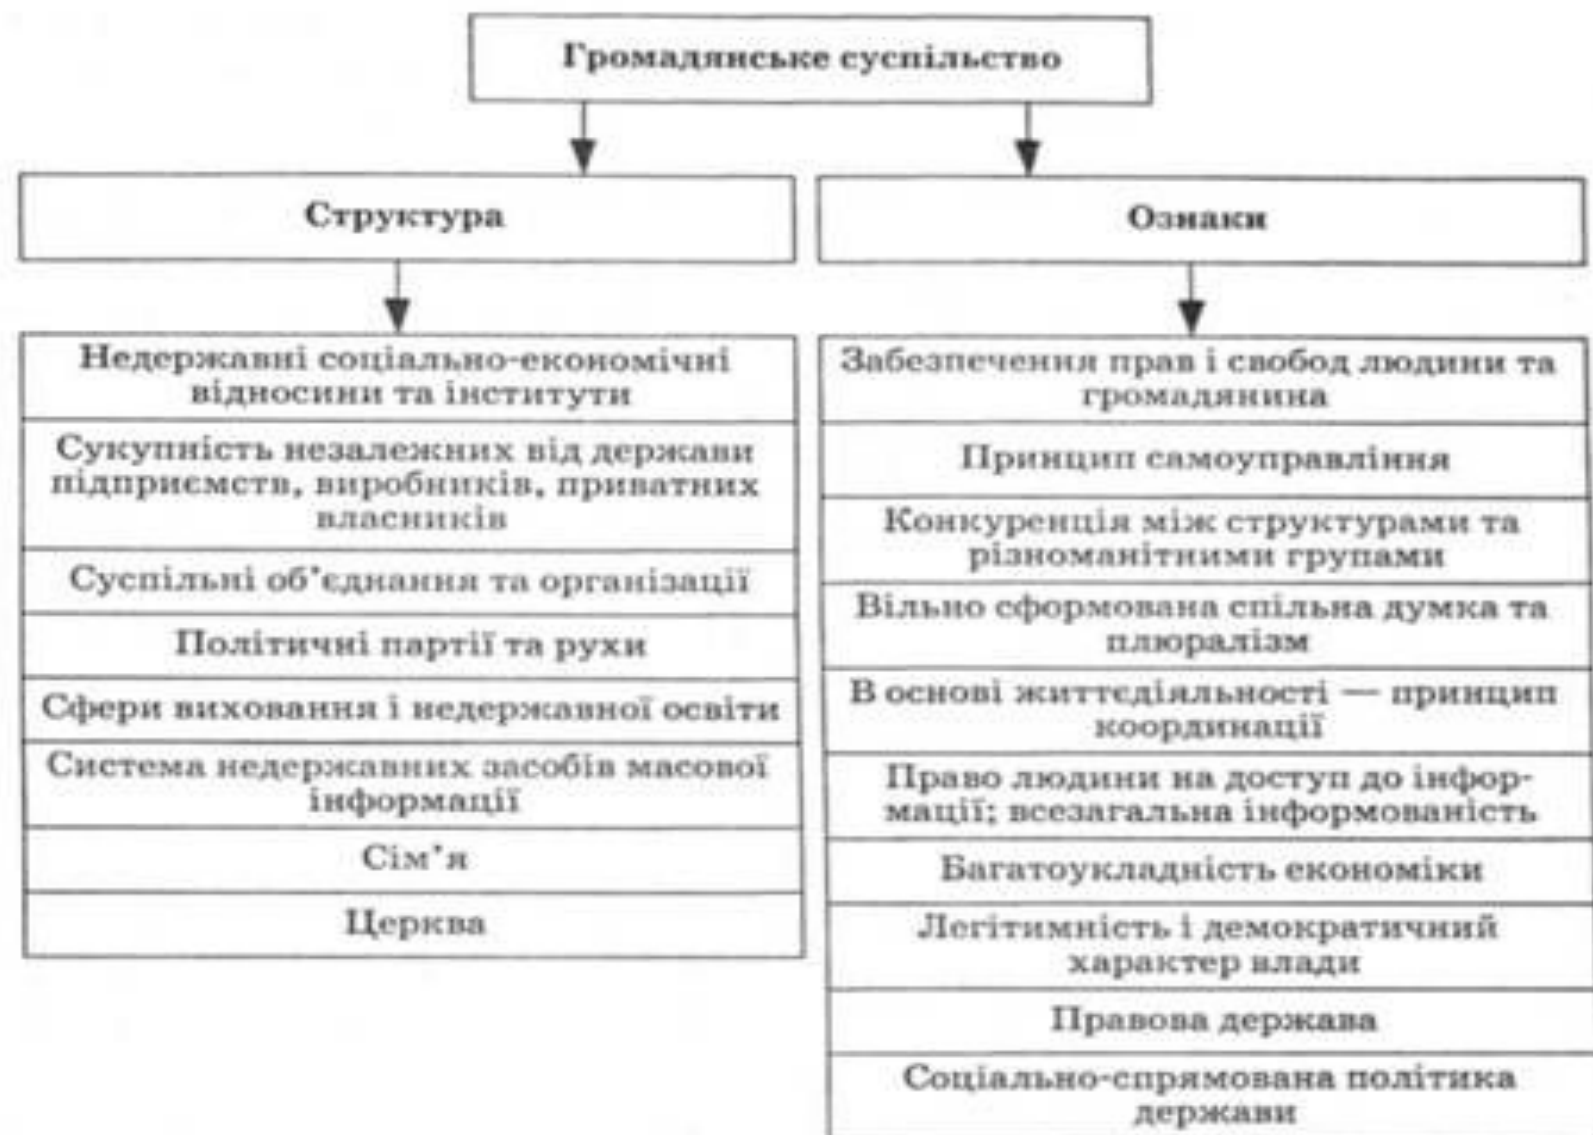 Громадянське суспільство
Структура
Недержавні соціально-економічні
відносини та інститути
Сукупність незалежних від держави
підприємств, виробників, приватних
власників
Суспільні об’єднання та організації
Політичні партії та рухи
Сфери виховання і недержавної освіти
Система недержавних засобів масової
інформації
Сім’я
Церква
Ознаки
Забезпечення прав і свобод людини та
громадянина
Принцип самоуправління
Конкуренція між структурами та
різноманітними групами
Вільно сформована спільна думка та
плюралізм
В основі життєдіяльності — принцип
координації
Право людини на доступ до інфор-
мації; всезагальна інформованість
Багатоукладність економіки
Легітимність і демократичний
характер влади
Правова держава
Соціально-спрямована політика
держави